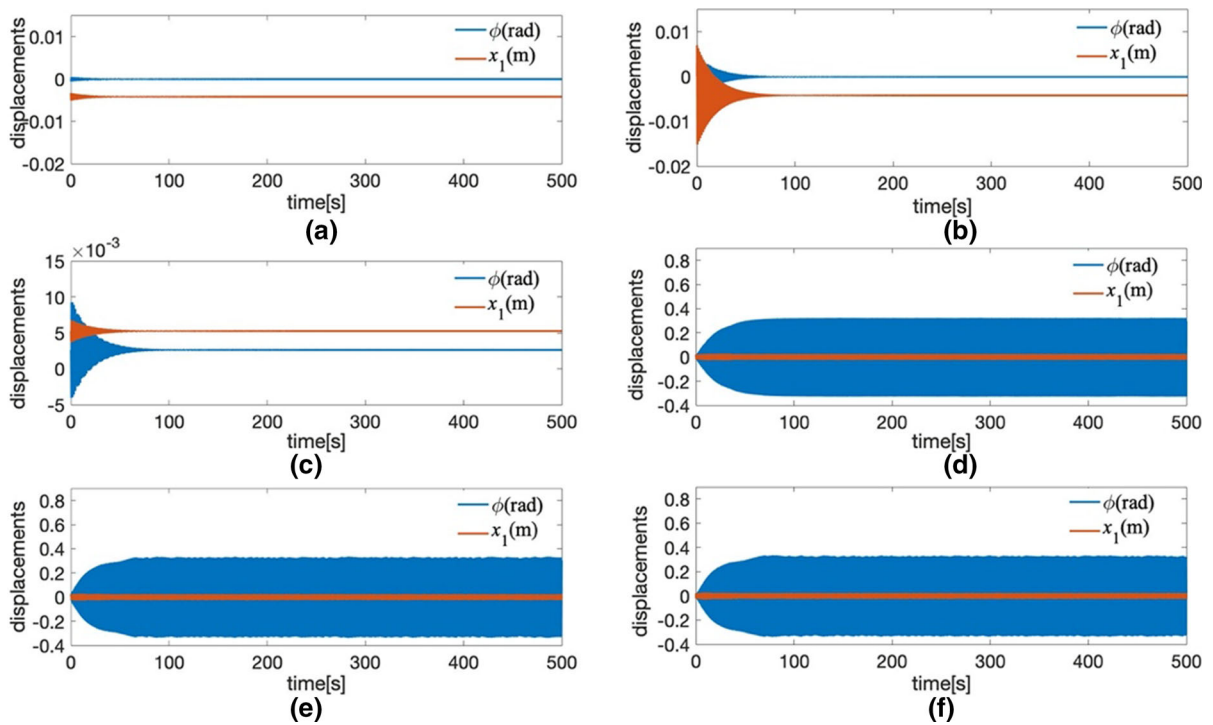 displacements
0.01
0
-0.01
-0.02
0 100 200 300 400 500
time[s]
ϕ(rad)
x₁(m)
(a)
displacements
0.01
0
-0.01
-0.02
0 100 200 300 400 500
time[s]
ϕ(rad)
x₁(m)
(b)
×10⁻³
displacements
15
10
5
0
-5
0 100 200 300 400 500
time[s]
ϕ(rad)
x₁(m)
(c)
displacements
0.8
0.6
0.4
0.2
0
-0.2
-0.4
0 100 200 300 400 500
time[s]
ϕ(rad)
x₁(m)
(d)
displacements
0.8
0.6
0.4
0.2
0
-0.2
-0.4
0 100 200 300 400 500
time[s]
ϕ(rad)
x₁(m)
(e)
displacements
0.8
0.6
0.4
0.2
0
-0.2
-0.4
0 100 200 300 400 500
time[s]
ϕ(rad)
x₁(m)
(f)